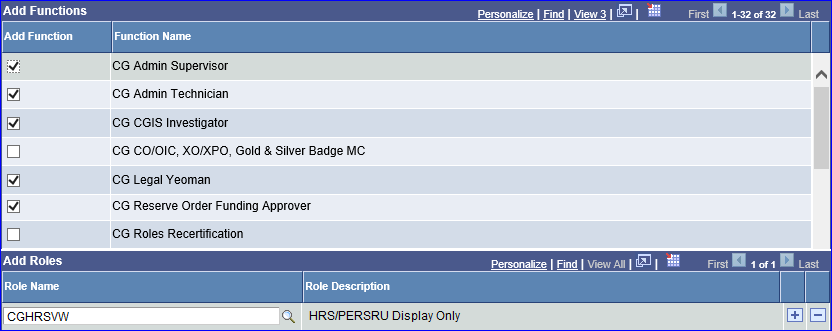 Add Functions Personalize | Find | View 3 | | First 1-32 of 32 Last
Add Function Function Name
CG Admin Supervisor
CG Admin Technician
CG CGIS Investigator
CG CO/OIC, XO/XPO, Gold & Silver Badge MC
CG Legal Yeoman
CG Reserve Order Funding Approver
CG Roles Recertification
Add Roles Personalize | Find | View All | | First 1 of 1 Last
Role Name Role Description
CGHRSVW HRS/PERSRU Display Only